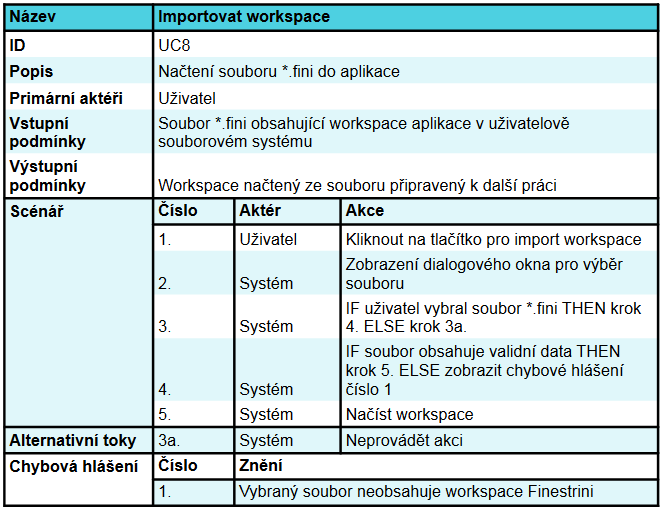 Název Importovat workspace
ID UC8
Popis Načtení souboru *.fini do aplikace
Primární aktéři Uživatel
Vstupní podmínky
Soubor *.fini obsahující workspace aplikace v uživatelově
souborovém systému
Výstupní podmínky
Workspace načtený ze souboru připravený k další práci
Scénář Číslo Aktér Akce
1. Uživatel Kliknout na tlačítko pro import workspace
2. Systém Zobrazení dialogového okna pro výběr
souboru
3. Systém IF uživatel vybral soubor *.fini THEN krok
4. ELSE krok 3a.
4. Systém IF soubor obsahuje validní data THEN
krok 5. ELSE zobrazit chybové hlášení
číslo 1
5. Systém Načíst workspace
Alternativní toky 3a. Systém Neprovádět akci
Chybová hlášení Číslo Znění
1. Vybraný soubor neobsahuje workspace Finestrini